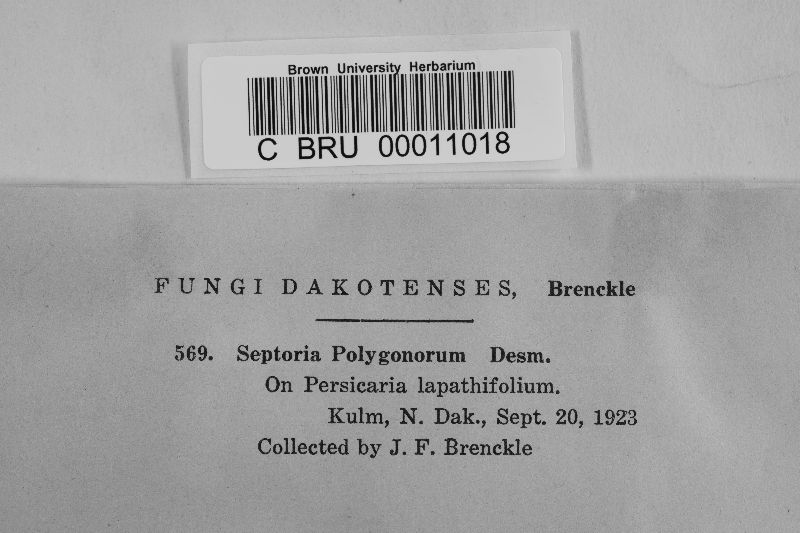 Brown University Herbarium
C BRU 00011018
FUNGI DAKOTENSES, Brenckle
569. Septoria Polygonorum Desm.
On Persicaria lapathifolium.
Kulm, N. Dak., Sept. 20, 1923
Collected by J. F. Brenckle